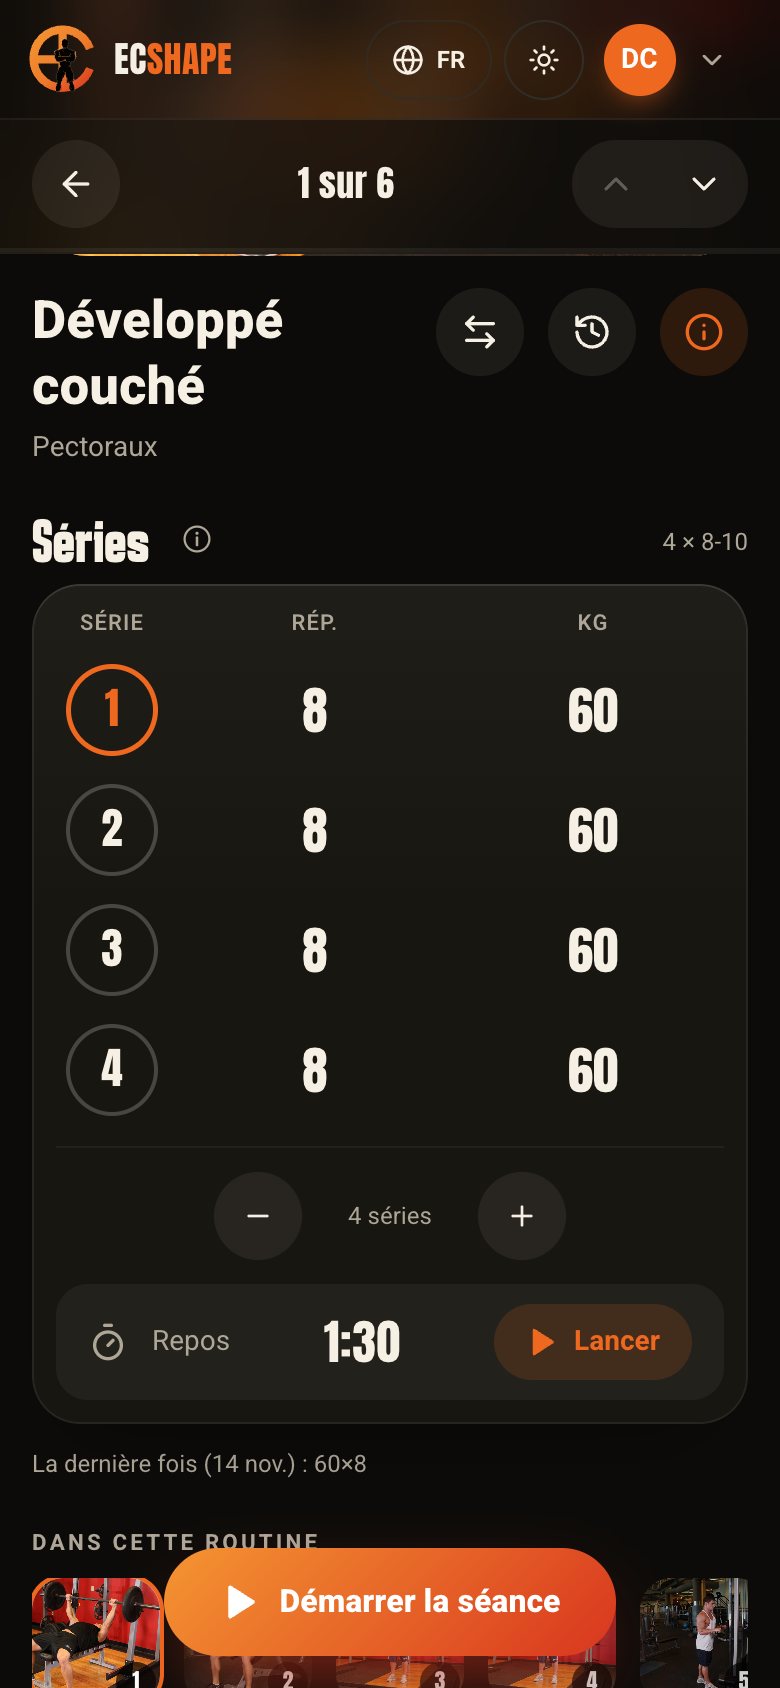 ECSHAPE
FR
DC
1 sur 6
Développé
couché
Pectoraux
Séries
4 × 8-10
SÉRIE RÉP. KG
1 8 60
2 8 60
3 8 60
4 8 60
4 séries
Repos 1:30 Lancer
La dernière fois (14 nov.) : 60×8
DANS CETTE ROUTINE
Démarrer la séance
1 2 3 4 5